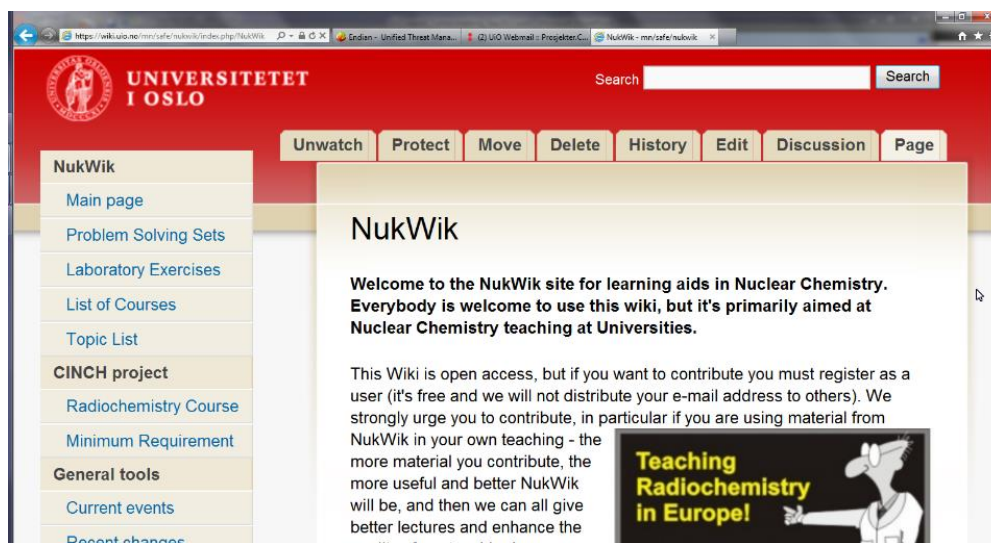 https://wiki.uio.no/mn/safe/nukwik/index.php/NukWik
Endian - Unified Threat Mana...
(2) UiO Webmail :: Prosjekter.C...
NukWik - mn/safe/nukwik
UNIVERSITETET
I OSLO
Search
Search
Unwatch
Protect
Move
Delete
History
Edit
Discussion
Page
NukWik
Main page
Problem Solving Sets
Laboratory Exercises
List of Courses
Topic List
CINCH project
Radiochemistry Course
Minimum Requirement
General tools
Current events
Recent changes
NukWik
Welcome to the NukWik site for learning aids in Nuclear Chemistry.
Everybody is welcome to use this wiki, but it's primarily aimed at
Nuclear Chemistry teaching at Universities.
This Wiki is open access, but if you want to contribute you must register as a
user (it's free and we will not distribute your e-mail address to others). We
strongly urge you to contribute, in particular if you are using material from
NukWik in your own teaching - the
more material you contribute, the
more useful and better NukWik
will be, and then we can all give
better lectures and enhance the
Teaching
Radiochemistry
in Europe!